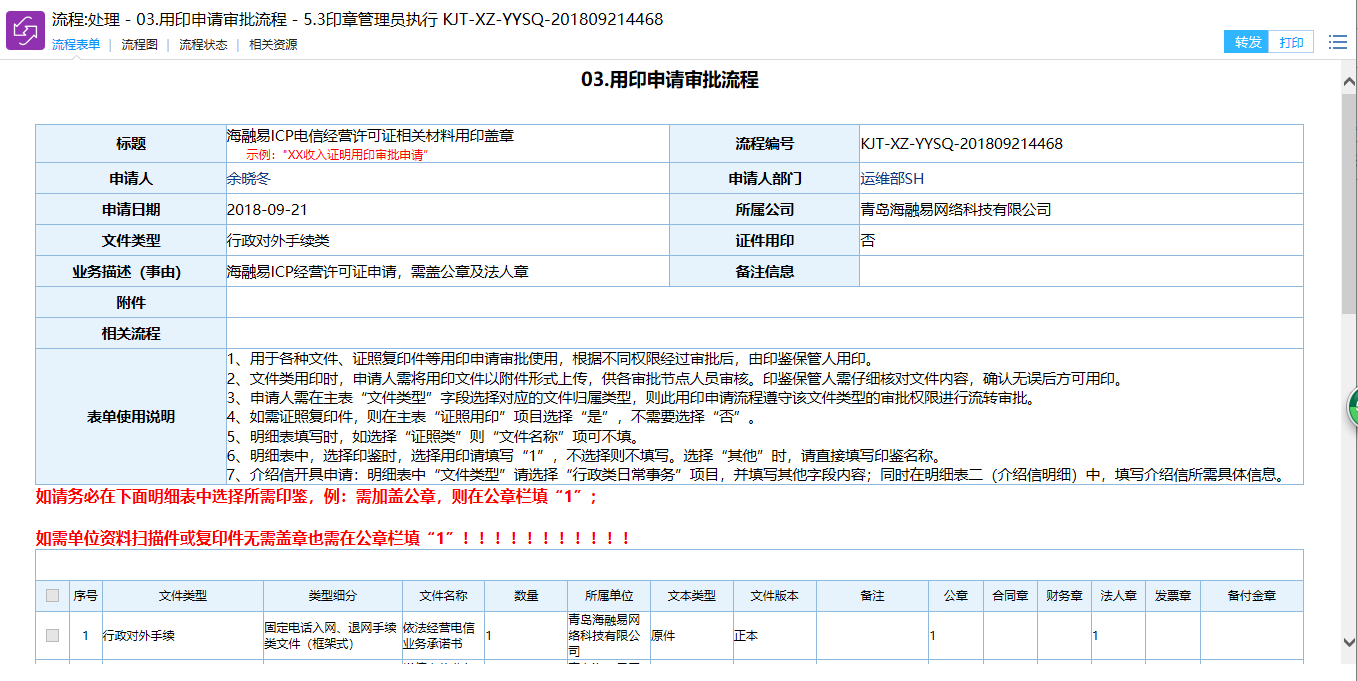 流程:处理 - 03.用印申请审批流程 - 5.3印章管理员执行 KJT-XZ-YYSQ-201809214468
流程表单 | 流程图 | 流程状态 | 相关资源
转发 打印
03.用印申请审批流程
标题 海融易ICP电信经营许可证相关材料用印盖章 流程编号 KJT-XZ-YYSQ-201809214468
示例："XX收入证明用印审批申请"
申请人 余晓冬 申请人部门 运维部SH
申请日期 2018-09-21 所属公司 青岛海融易网络科技有限公司
文件类型 行政对外手续类 证件用印 否
业务描述（事由） 海融易ICP经营许可证申请，需盖公章及法人章 备注信息
附件
相关流程
表单使用说明
1、用于各种文件、证照复印件等用印申请审批使用，根据不同权限经过审批后，由印鉴保管人用印。
2、文件类用印时，申请人需将用印文件以附件形式上传，供各审批节点人员审核。印鉴保管人需仔细核对文件内容，确认无误后方可用印。
3、申请人需在主表“文件类型”字段选择对应的文件归属类型，则此用印申请流程遵守该文件类型的审批权限进行流转审批。
4、如需证照复印件，则在主表“证照用印”项目选择“是”，不需要选择“否”。
5、明细表填写时，如选择“证照类”则“文件名称”项可不填。
6、明细表中，选择印鉴时，选择用印请填写“1”，不选择则不填写。选择“其他”时，请直接填写印鉴名称。
7、介绍信开具申请：明细表中“文件类型”请选择“行政类日常事务”项目，并填写其他字段内容；同时在明细表二（介绍信明细）中，填写介绍信所需具体信息。
如请务必在下面明细表中选择所需印鉴，例：需加盖公章，则在公章栏填“1”；
如需单位资料扫描件或复印件无需盖章也需在公章栏填“1”！！！！！！！！！！！
序号 文件类型 类型细分 文件名称 数量 所属单位 文本类型 文件版本 备注 公章 合同章 财务章 法人章 发票章 备付金章
1 行政对外手续 固定电话入网、退网手续类文件（框架式） 依法经营电信业务承诺书 1 青岛海融易网络科技有限公司 原件 正本 1 1